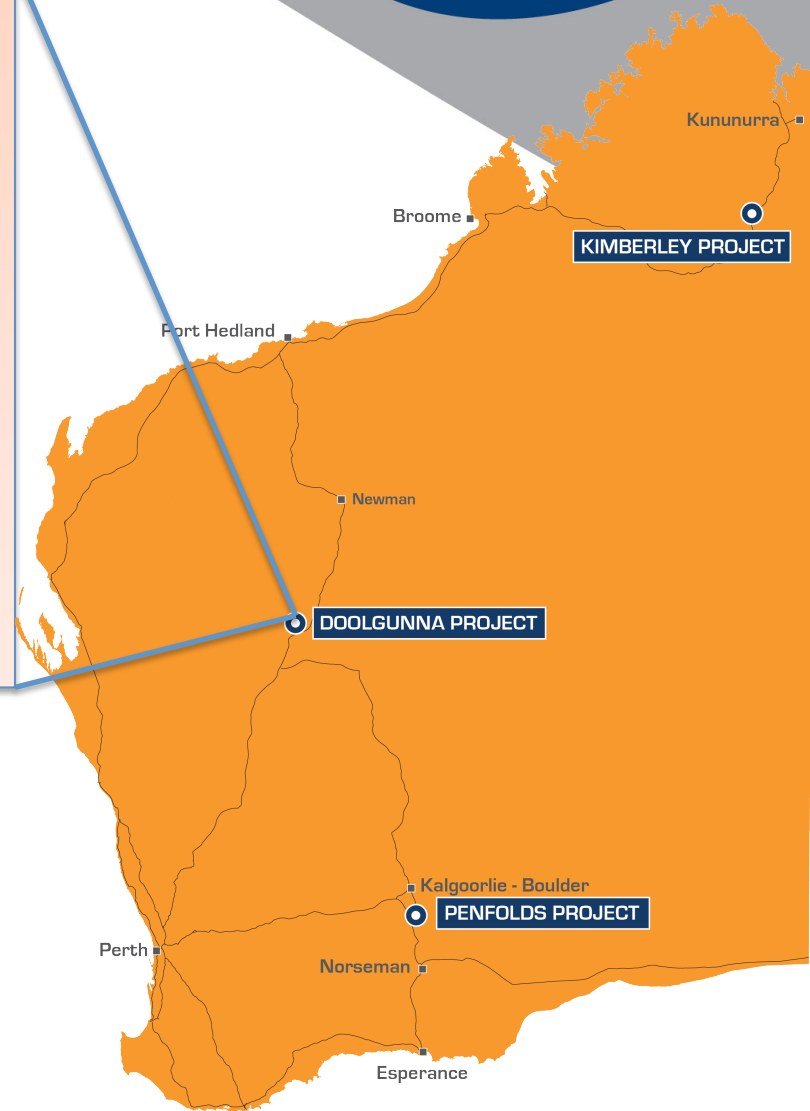 Kununurra
Broome
KIMBERLEY PROJECT
Port Hedland
Newman
DOOLGUNNA PROJECT
Kalgoorlie - Boulder
PENFOLDS PROJECT
Perth
Norseman
Esperance